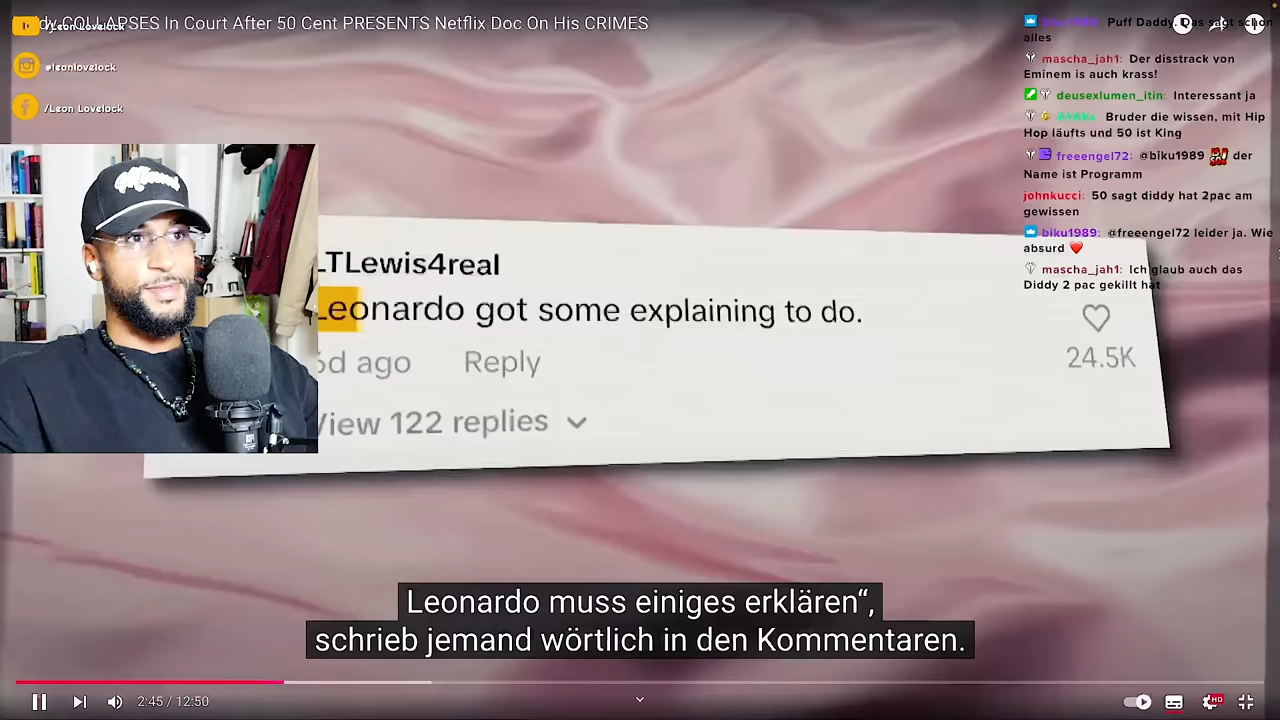 COLLAPSES In Court After 50 Cent PRESENTS Netflix Doc On His CRIMES
/Leon Lovelock
@leonlovelock
/Leon Lovelock
Miami
LTLewis4real
Leonardo got some explaining to do.
5d ago Reply
24.5K
View 122 replies
Leonardo muss einiges erklären“,
schrieb jemand wörtlich in den Kommentaren.
2:45 / 12:50
HD
Puff Daddy. Das sagt schon
alles
mascha_jah1: Der disstrack von
Eminem is auch krass!
deusexlumen_itin: Interessant ja
Bruder die wissen, mit Hip
Hop läufts und 50 ist King
freeengel72: @biku1989 der
Name ist Programm
johnkucci: 50 sagt diddy hat 2pac am
gewissen
biku1989: @freeengel72 leider ja. Wie
absurd ❤️
mascha_jah1: Ich glaub auch das
Diddy 2 pac gekillt hat